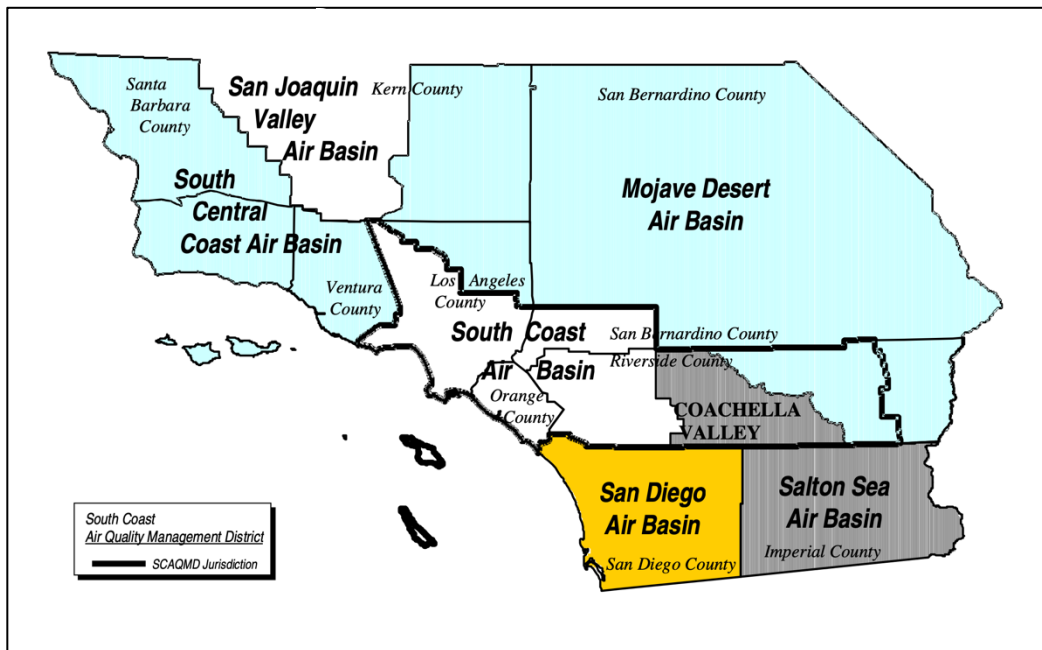 Santa
Barbara
County
San Joaquin
Valley
Air Basin
Kern County
San Bernardino County
South
Central
Coast Air Basin
Mojave Desert
Air Basin
Ventura
County
Los Angeles
County
South Coast
Air Basin
San Bernardino County
Riverside County
Orange
County
COACHELLA
VALLEY
San Diego
Air Basin
San Diego County
Salton Sea
Air Basin
Imperial County
South Coast
Air Quality Management District
SCAQMD Jurisdiction